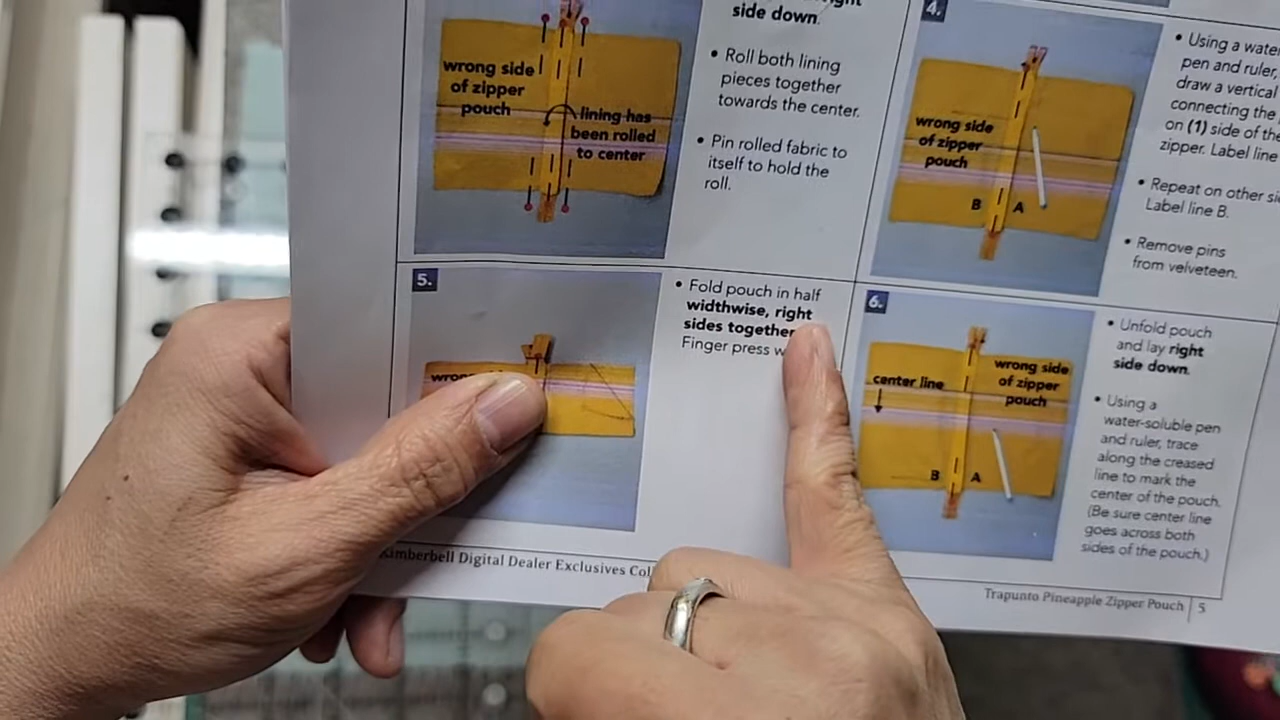 ight
side down.
• Roll both lining
pieces together
towards the center.
• Pin rolled fabric to
itself to hold the
roll.
wrong side
of zipper
pouch
lining has
been rolled
to center
4.
• Using a water
pen and ruler,
draw a vertical
connecting the
on (1) side of the
zipper. Label line
• Repeat on other si
Label line B.
• Remove pins
from velveteen.
wrong side
of zipper
pouch
B
A
5.
• Fold pouch in half
widthwise, right
sides together
Finger press w
wrong
6.
center line
wrong side
of zipper
pouch
B
A
• Unfold pouch
and lay right
side down.
• Using a
water-soluble pen
and ruler, trace
along the creased
line to mark the
center of the pouch.
(Be sure center line
goes across both
sides of the pouch.)
Kimberbell Digital Dealer Exclusives Col
Trapunto Pineapple Zipper Pouch | 5